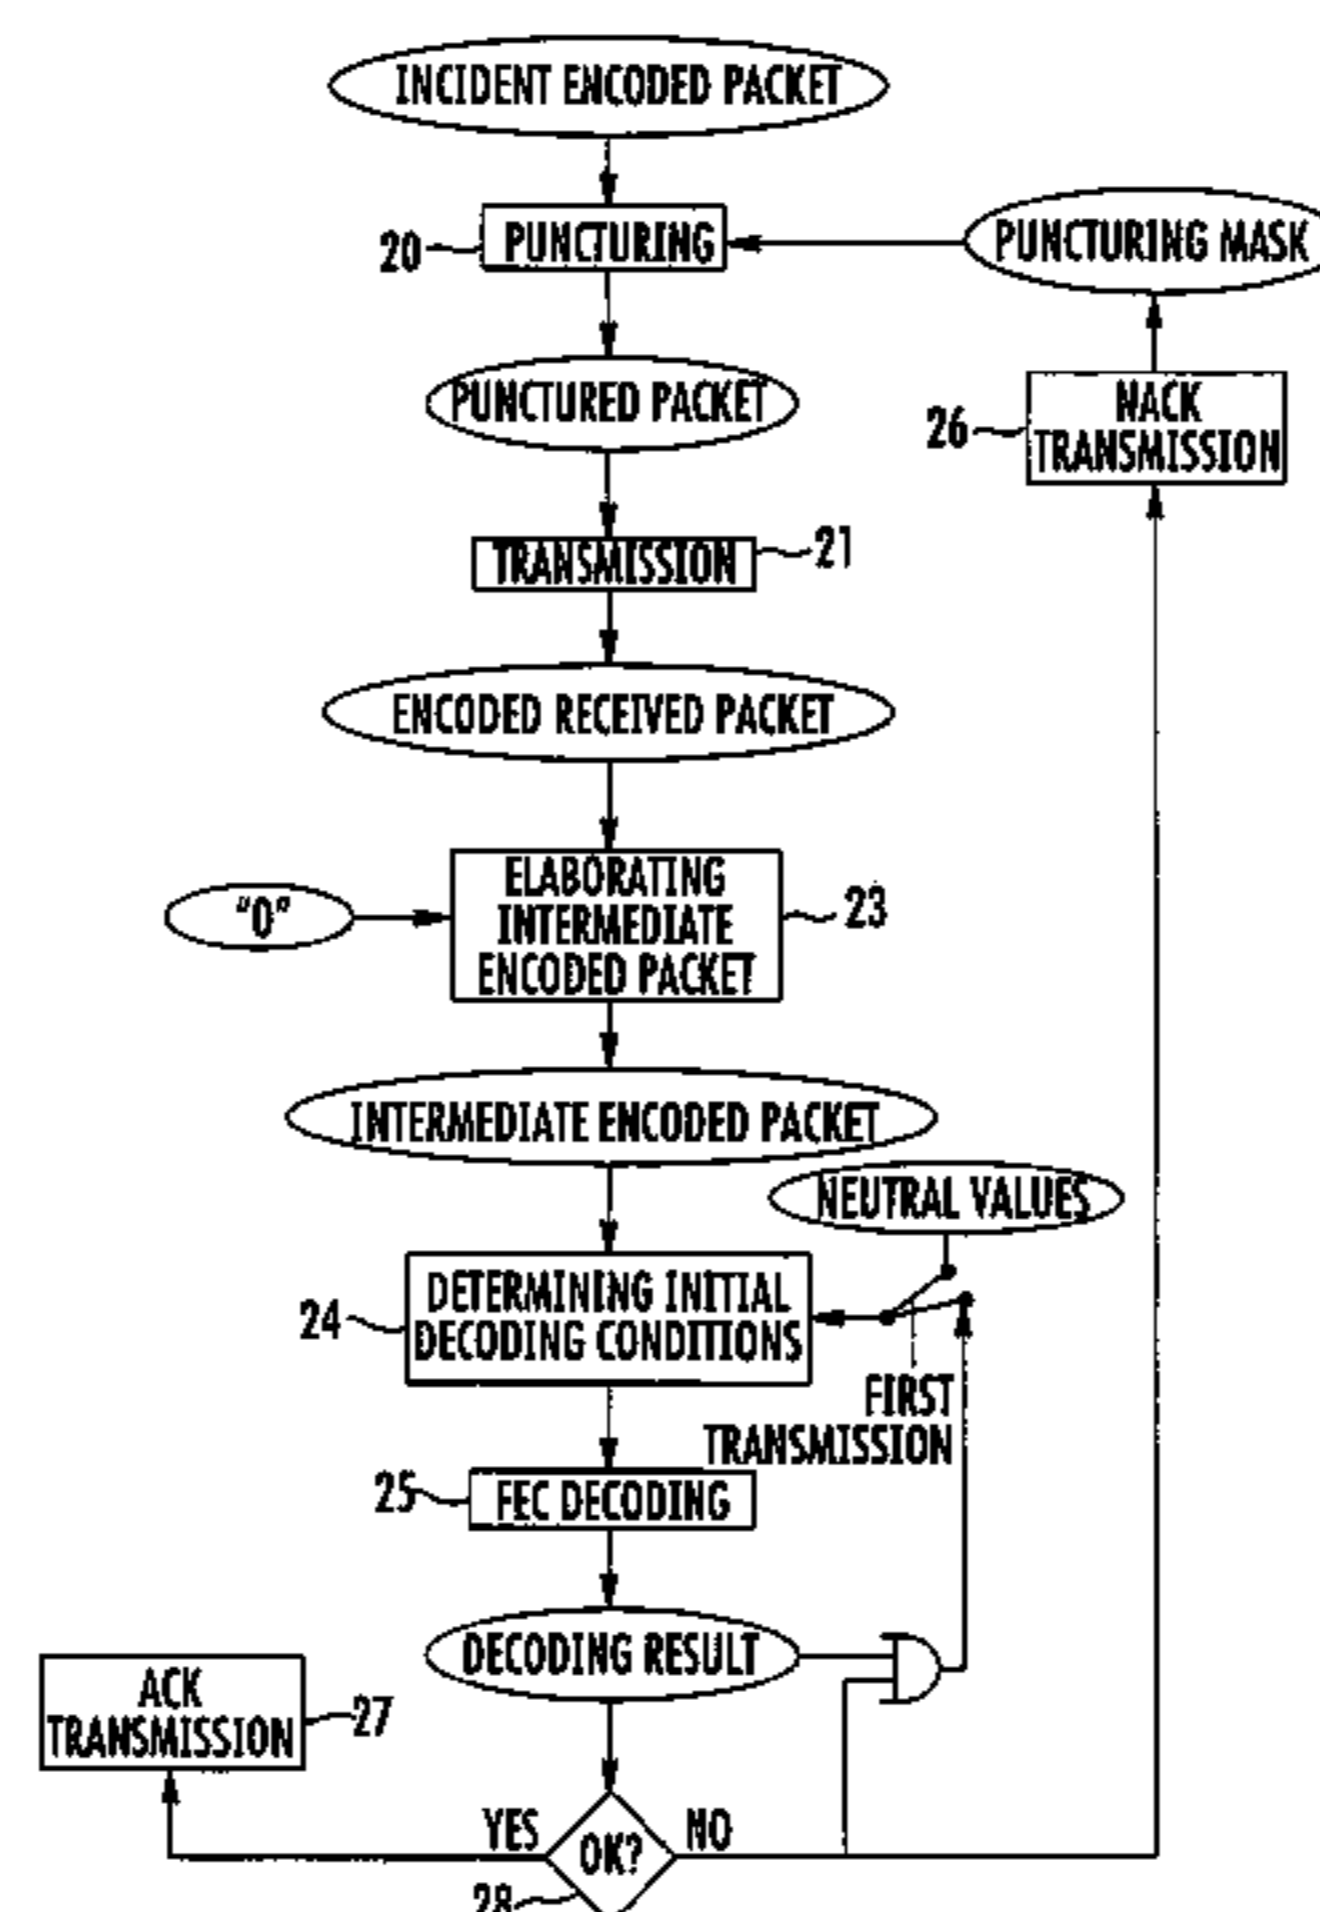 INCIDENT ENCODED PACKET
20
PUNCTURING
PUNCTURING MASK
PUNCTURED PACKET
26
NACK
TRANSMISSION
TRANSMISSION
21
ENCODED RECEIVED PACKET
"0"
ELABORATING
INTERMEDIATE
ENCODED PACKET
23
INTERMEDIATE ENCODED PACKET
NEUTRAL VALUES
24
DETERMINING INITIAL
DECODING CONDITIONS
FIRST
TRANSMISSION
25
FEC DECODING
DECODING RESULT
ACK
TRANSMISSION
27
YES
OK?
NO
28